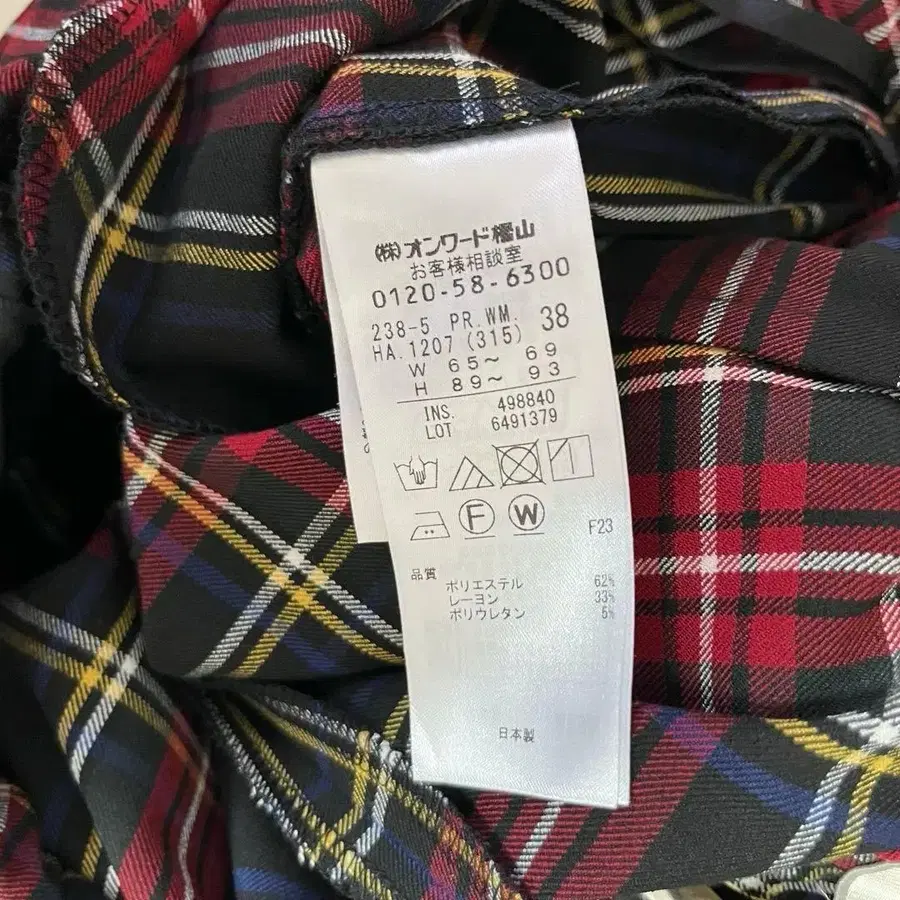 (株)オンワード樫山
お客様相談室
0120-58-6300
238-5 PR.WM. 38
HA.1207 (315)
W 65～ 69
H 89～ 93
INS. 498840
LOT 6491379
F W
F23
品質
ポリエステル 62%
レーヨン 33%
ポリウレタン 5%
日本製